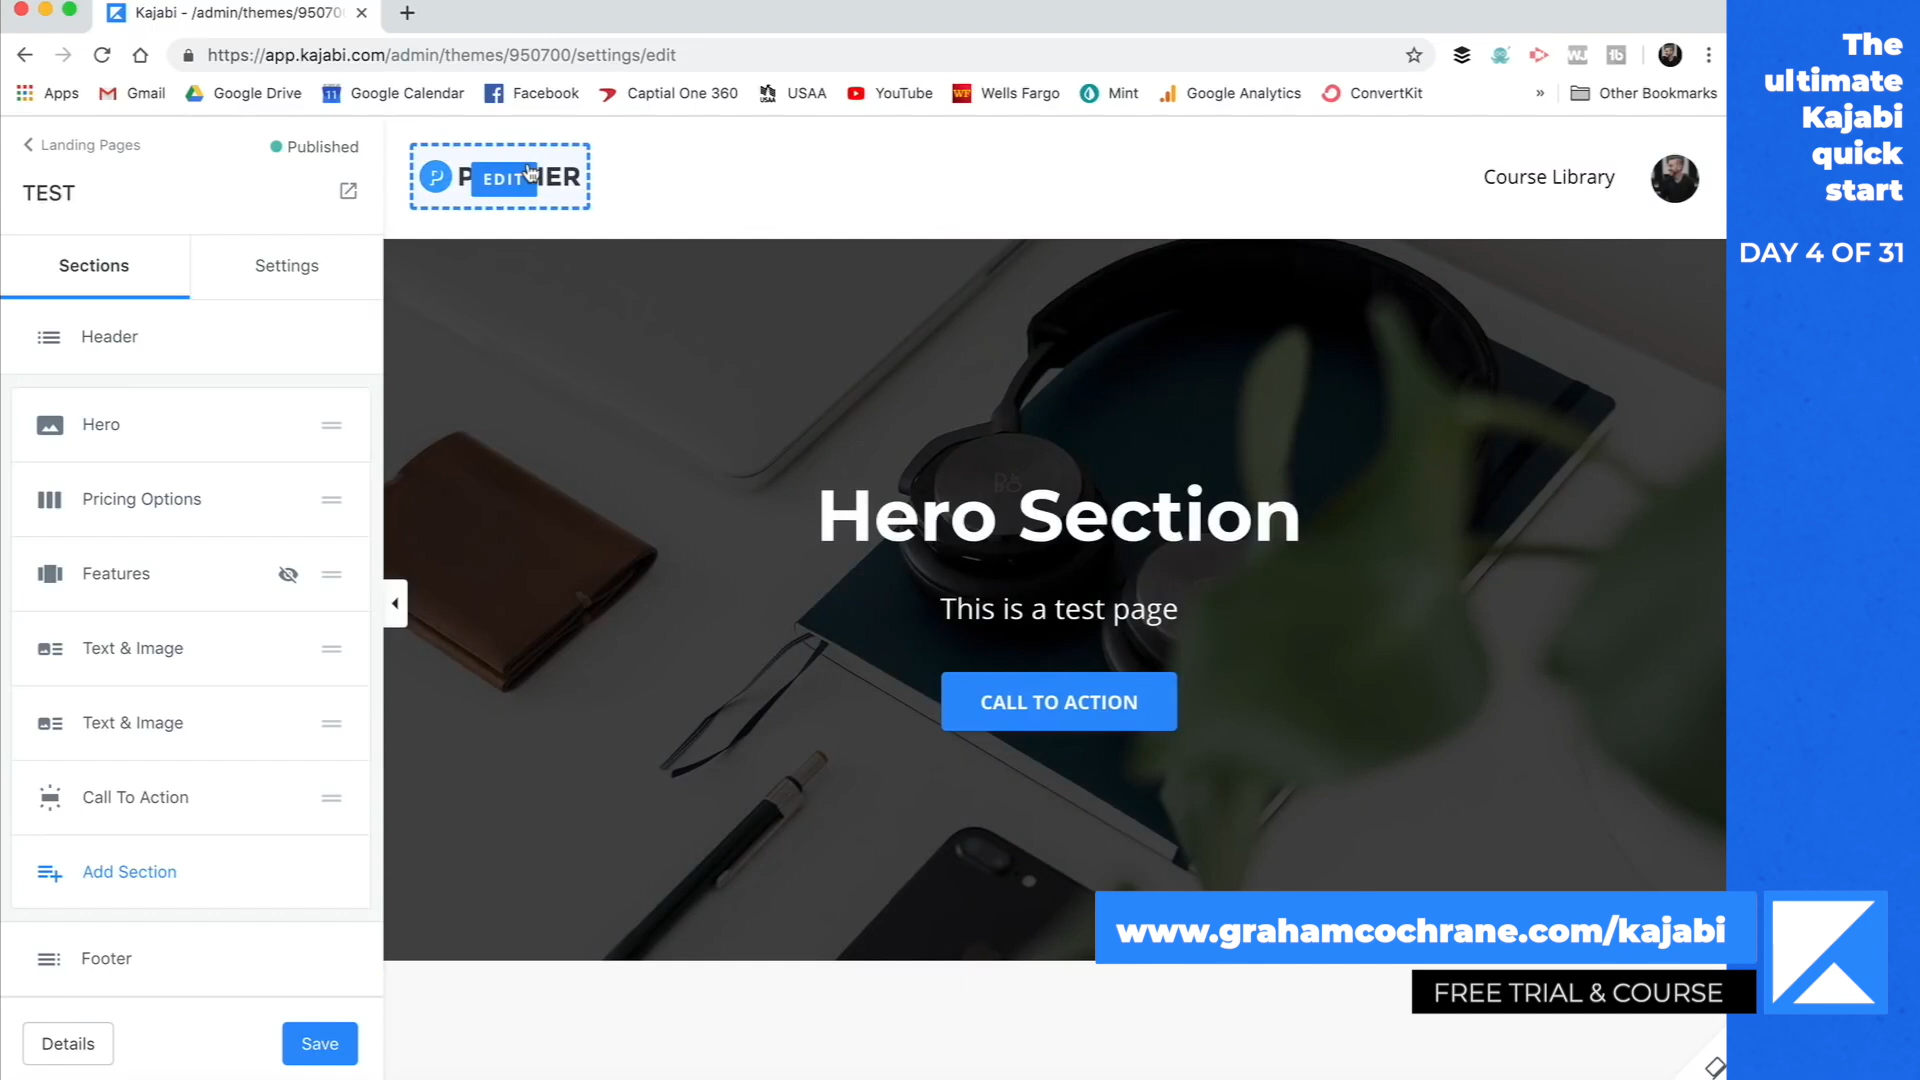 Kajabi - /admin/themes/95070
https://app.kajabi.com/admin/themes/950700/settings/edit
Apps
Gmail
Google Drive
11
Google Calendar
Facebook
Captial One 360
USAA
USAA
YouTube
WF
Wells Fargo
Mint
Google Analytics
ConvertKit
»
Other Bookmarks
Landing Pages
Published
TEST
Sections
Settings
Header
Hero
Pricing Options
Features
Text & Image
Text & Image
Call To Action
Add Section
Footer
Details
Save
EDIT
Course Library
Hero Section
This is a test page
CALL TO ACTION
The
ultimate
Kajabi
quick
start
DAY 4 OF 31
www.grahamcochrane.com/kajabi
FREE TRIAL & COURSE